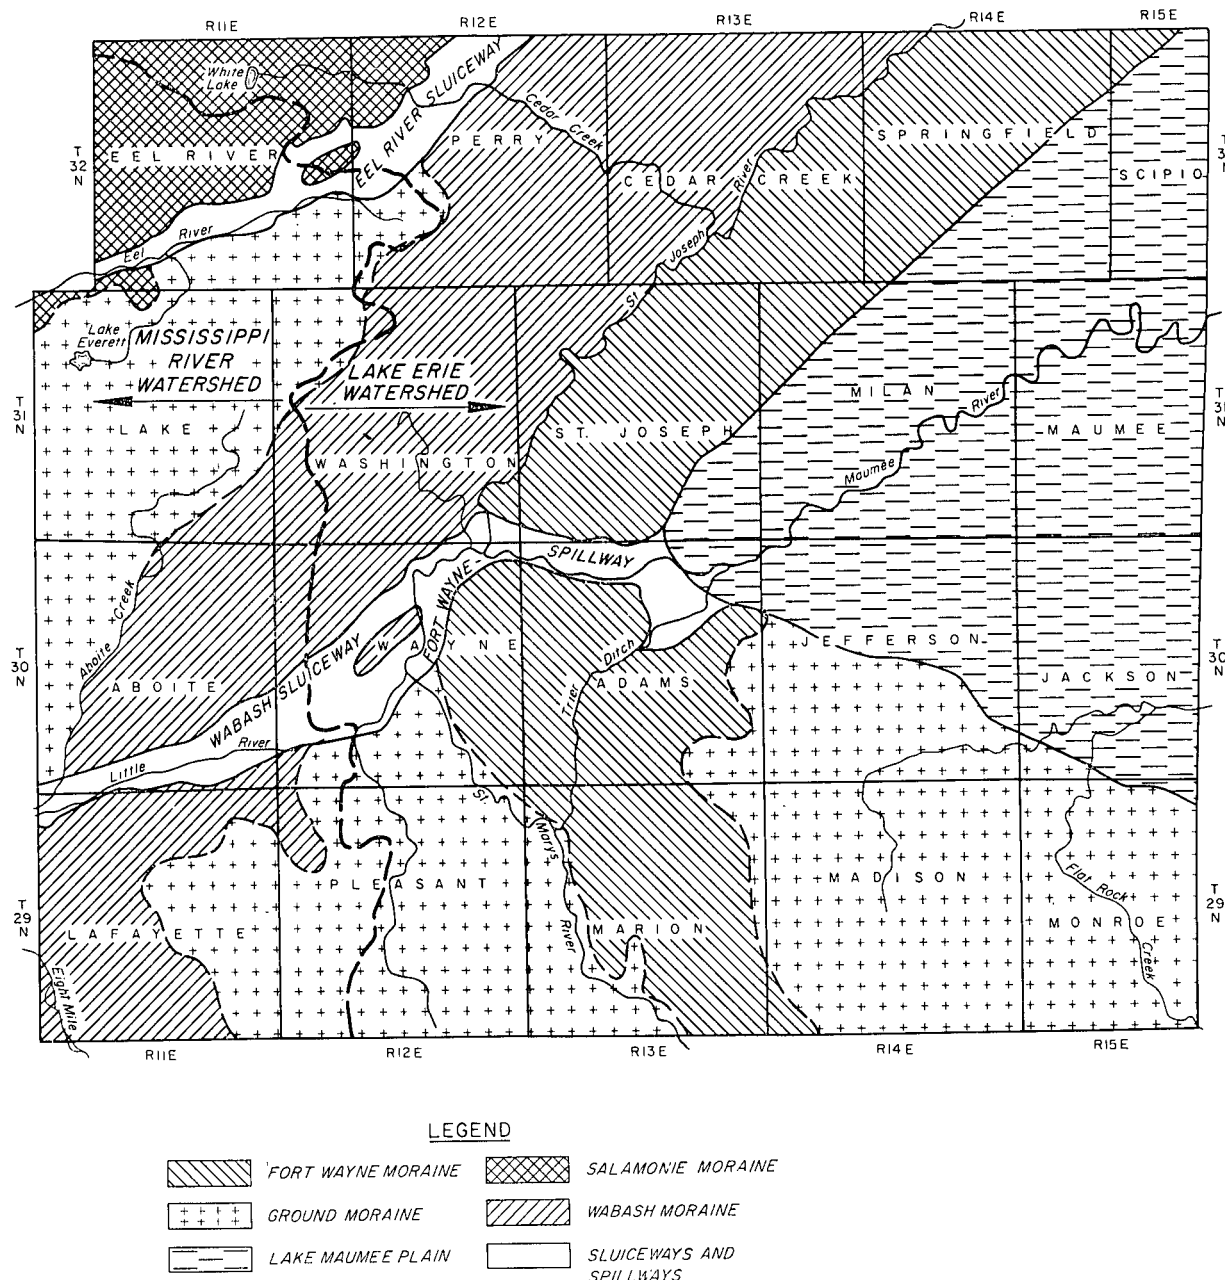 R11E
R12E
R13E
R14E
R15E
White
Lake
EEL RIVER SLUICEWAY
Cedar Creek
T
32
N
EEL RIVER
PERRY
SPRINGFIELD
T
3
N
CEDAR CREEK
SCIPIO
River
Eel
River
Joseph
St.
Lake
Everett
MISSISSIPPI
RIVER
WATERSHED
LAKE ERIE
WATERSHED
MILAN
River
T
31
N
T
31
N
LAKE
ST. JOSEPH
MAUMEE
WASHINGTON
Maumee
SPILLWAY
FORT WAYNE
Aboite Creek
T
30
N
WAYNE
JEFFERSON
T
30
N
Ditch
ABOITE
ADAMS
JACKSON
WABASH SLUICEWAY
Trier
River
Little
St.
Marys
PLEASANT
MADISON
Flat Rock
T
29
N
T
29
N
LAFAYETTE
River
MARION
MONROE
Creek
Eight Mile
R11E
R12E
R13E
R14E
R15E
LEGEND
FORT WAYNE MORAINE
SALAMONIE MORAINE
GROUND MORAINE
WABASH MORAINE
LAKE MAUMEE PLAIN
SLUICEWAYS AND
SPILLWAYS